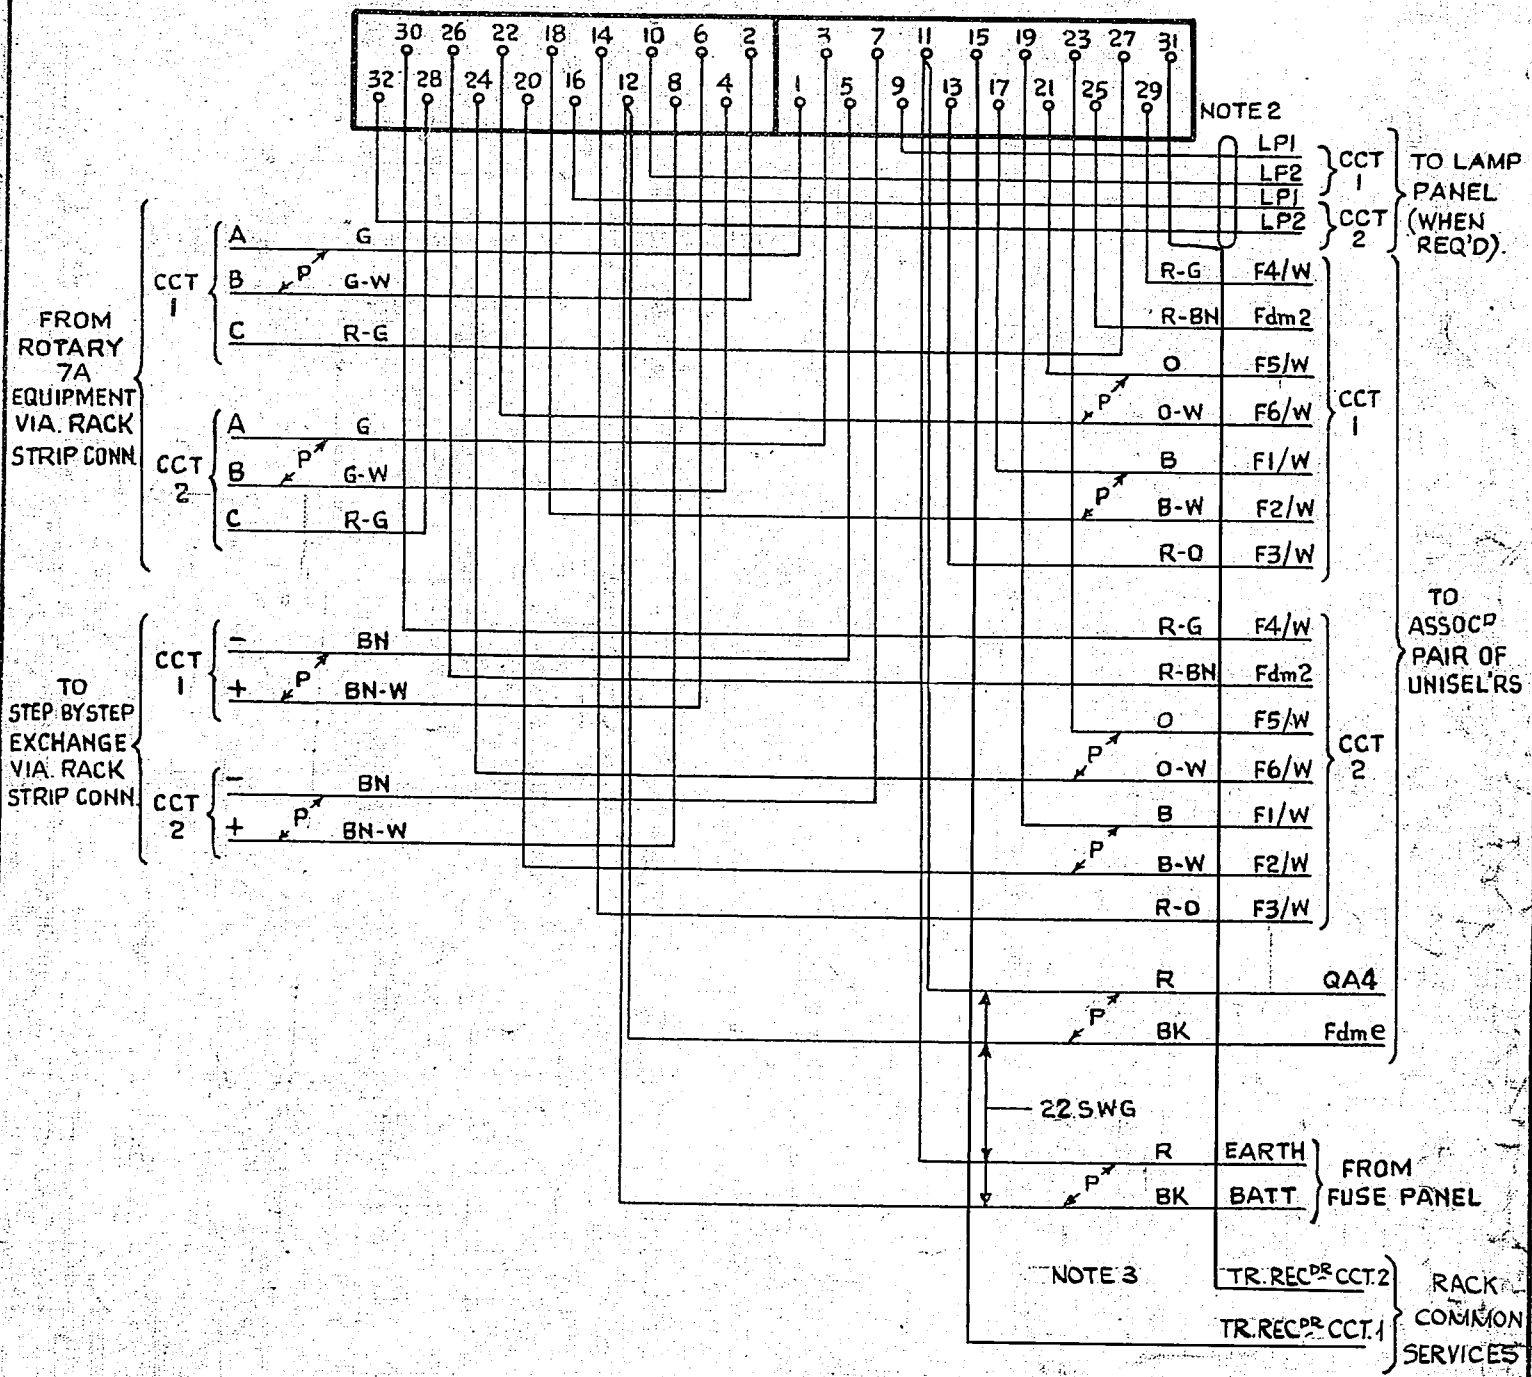 30 26 22 18 14 10 6 2 3 7 11 15 19 23 27 31
32 28 24 20 16 12 8 4 1 5 9 13 17 21 25 29
NOTE 2
LP1
LP2
LP1
LP2
CCT
1
CCT
2
TO LAMP
PANEL
(WHEN
REQ'D).
FROM
ROTARY
7A
EQUIPMENT
VIA. RACK
STRIP CONN.
CCT
1
A G
P
B G-W
C R-G
CCT
2
A G
P
B G-W
C R-G
TO
STEP BY STEP
EXCHANGE
VIA. RACK
STRIP CONN.
CCT
1
- BN
P
+ BN-W
CCT
2
- BN
P
+ BN-W
R-G F4/W
R-BN Fdm2
O F5/W
P
O-W F6/W
B F1/W
P
B-W F2/W
R-O F3/W
CCT
1
R-G F4/W
R-BN Fdm2
O F5/W
P
O-W F6/W
B F1/W
P
B-W F2/W
R-O F3/W
CCT
2
TO
ASSOCD
PAIR OF
UNISEL'RS
R QA4
P
BK Fdme
22.SWG
R EARTH
P
BK BATT
FROM
FUSE PANEL
NOTE 3
TR.RECDR CCT.2
TR.RECDR CCT.1
RACK
COMMON
SERVICES